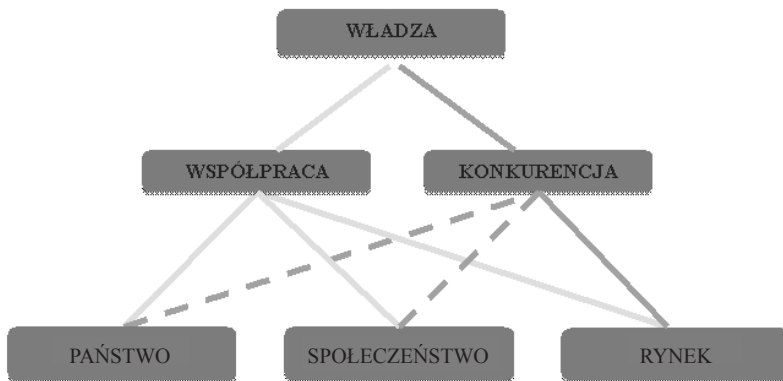 WŁADZA
WSPÓŁPRACA
KONKURENCJA
PAŃSTWO
SPOŁECZEŃSTWO
RYNEK